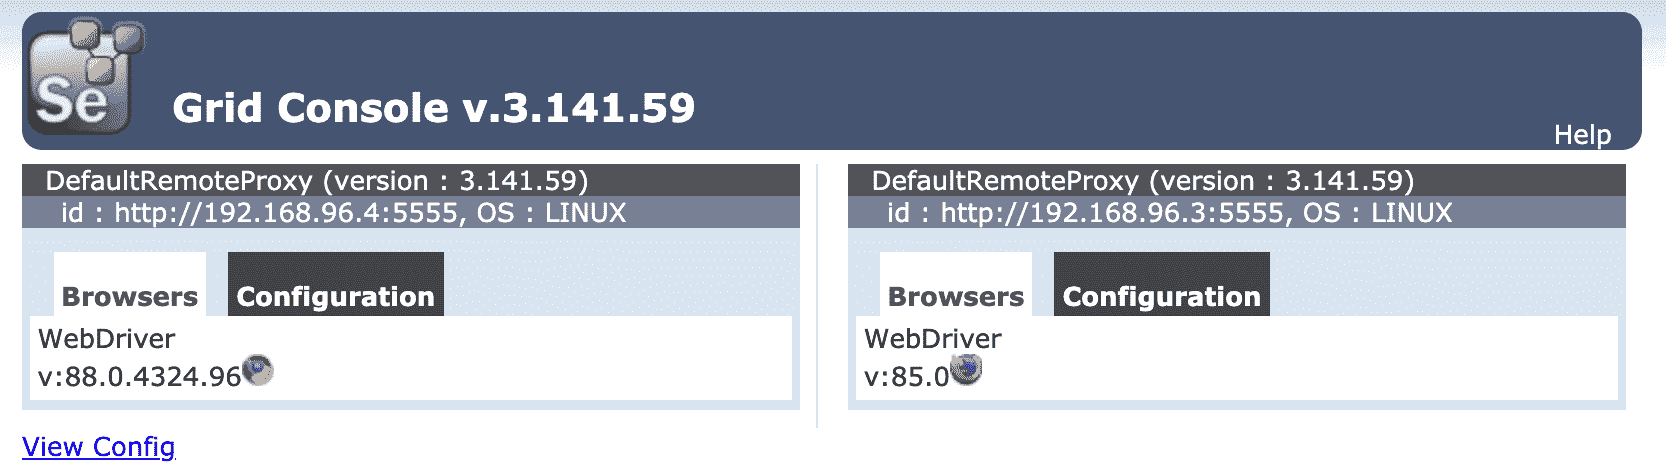 Se
Grid Console v.3.141.59
Help
DefaultRemoteProxy (version : 3.141.59)
id : http://192.168.96.4:5555, OS : LINUX
Browsers Configuration
WebDriver
v:88.0.4324.96
DefaultRemoteProxy (version : 3.141.59)
id : http://192.168.96.3:5555, OS : LINUX
Browsers Configuration
WebDriver
v:85.0
View Config